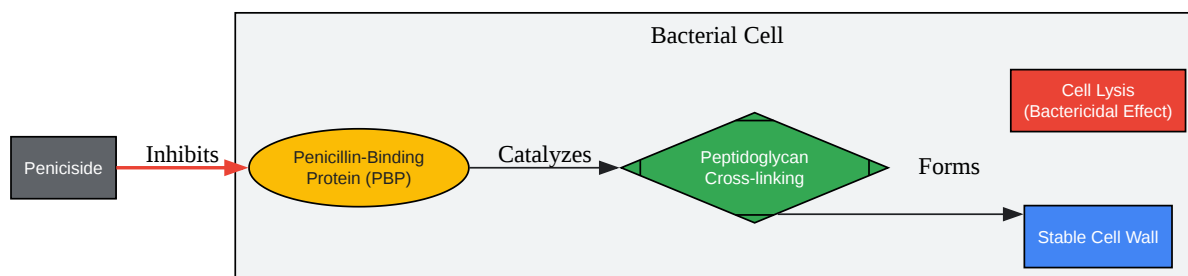 Bacterial Cell
Cell Lysis
(Bactericidal Effect)
Peniciside
Inhibits
Penicillin-Binding
Protein (PBP)
Catalyzes
Peptidoglycan
Cross-linking
Forms
Stable Cell Wall